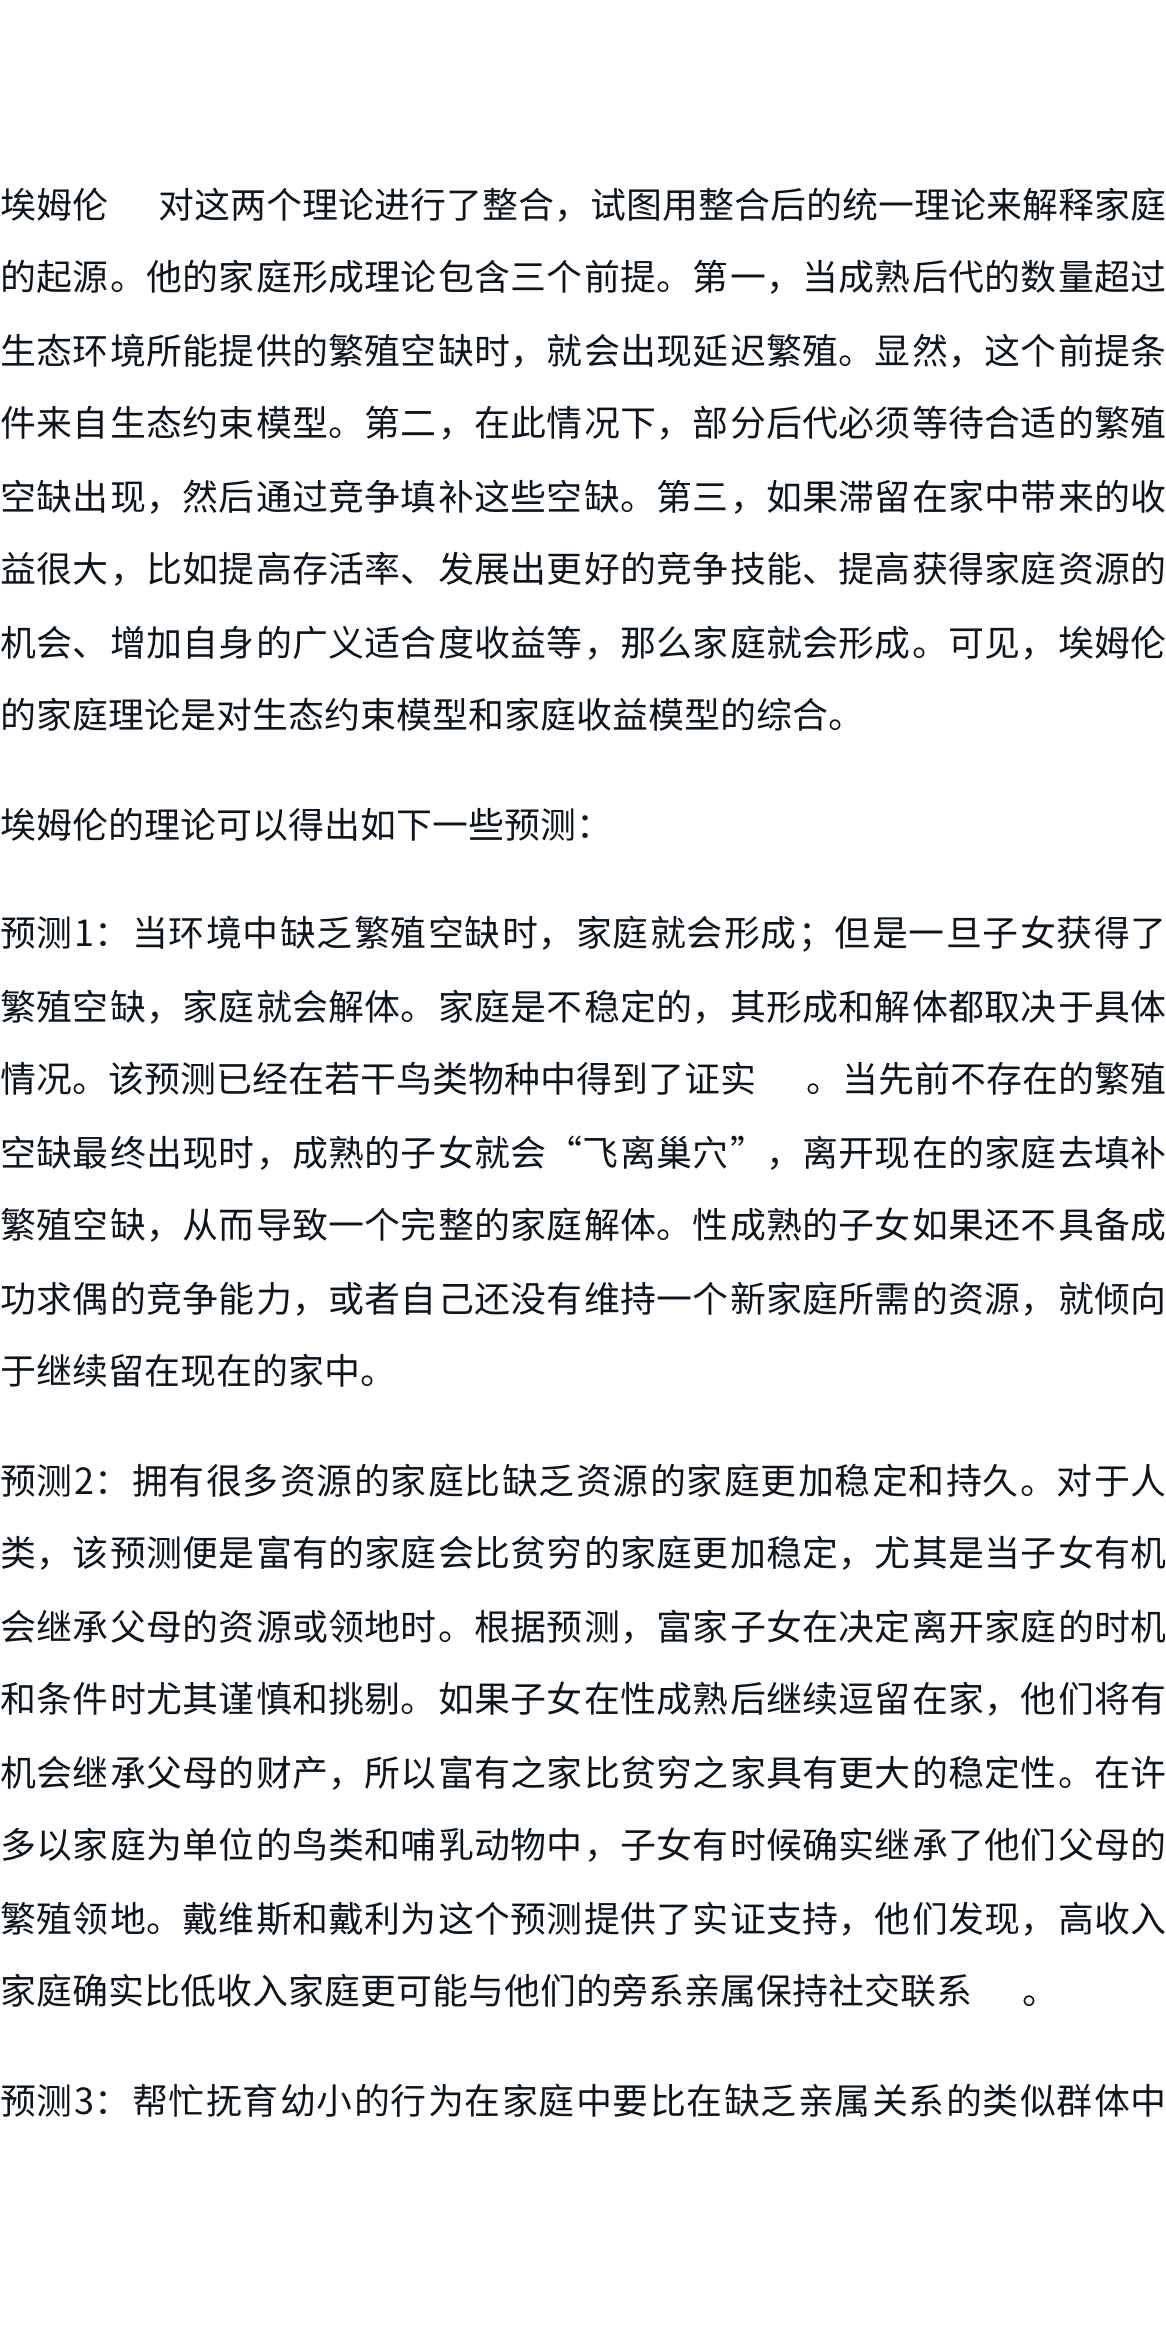 埃姆伦 对这两个理论进行了整合，试图用整合后的统一理论来解释家庭
的起源。他的家庭形成理论包含三个前提。第一，当成熟后代的数量超过
生态环境所能提供的繁殖空缺时，就会出现延迟繁殖。显然，这个前提条
件来自生态约束模型。第二，在此情况下，部分后代必须等待合适的繁殖
空缺出现，然后通过竞争填补这些空缺。第三，如果滞留在家中带来的收
益很大，比如提高存活率、发展出更好的竞争技能、提高获得家庭资源的
机会、增加自身的广义适合度收益等，那么家庭就会形成。可见，埃姆伦
的家庭理论是对生态约束模型和家庭收益模型的综合。
埃姆伦的理论可以得出如下一些预测：
预测1：当环境中缺乏繁殖空缺时，家庭就会形成；但是一旦子女获得了
繁殖空缺，家庭就会解体。家庭是不稳定的，其形成和解体都取决于具体
情况。该预测已经在若干鸟类物种中得到了证实 。当先前不存在的繁殖
空缺最终出现时，成熟的子女就会“飞离巢穴”，离开现在的家庭去填补
繁殖空缺，从而导致一个完整的家庭解体。性成熟的子女如果还不具备成
功求偶的竞争能力，或者自己还没有维持一个新家庭所需的资源，就倾向
于继续留在现在的家中。
预测2：拥有很多资源的家庭比缺乏资源的家庭更加稳定和持久。对于人
类，该预测便是富有的家庭会比贫穷的家庭更加稳定，尤其是当子女有机
会继承父母的资源或领地时。根据预测，富家子女在决定离开家庭的时机
和条件时尤其谨慎和挑剔。如果子女在性成熟后继续逗留在家，他们将有
机会继承父母的财产，所以富有之家比贫穷之家具有更大的稳定性。在许
多以家庭为单位的鸟类和哺乳动物中，子女有时候确实继承了他们父母的
繁殖领地。戴维斯和戴利为这个预测提供了实证支持，他们发现，高收入
家庭确实比低收入家庭更可能与他们的旁系亲属保持社交联系 。
预测3：帮忙抚育幼小的行为在家庭中要比在缺乏亲属关系的类似群体中